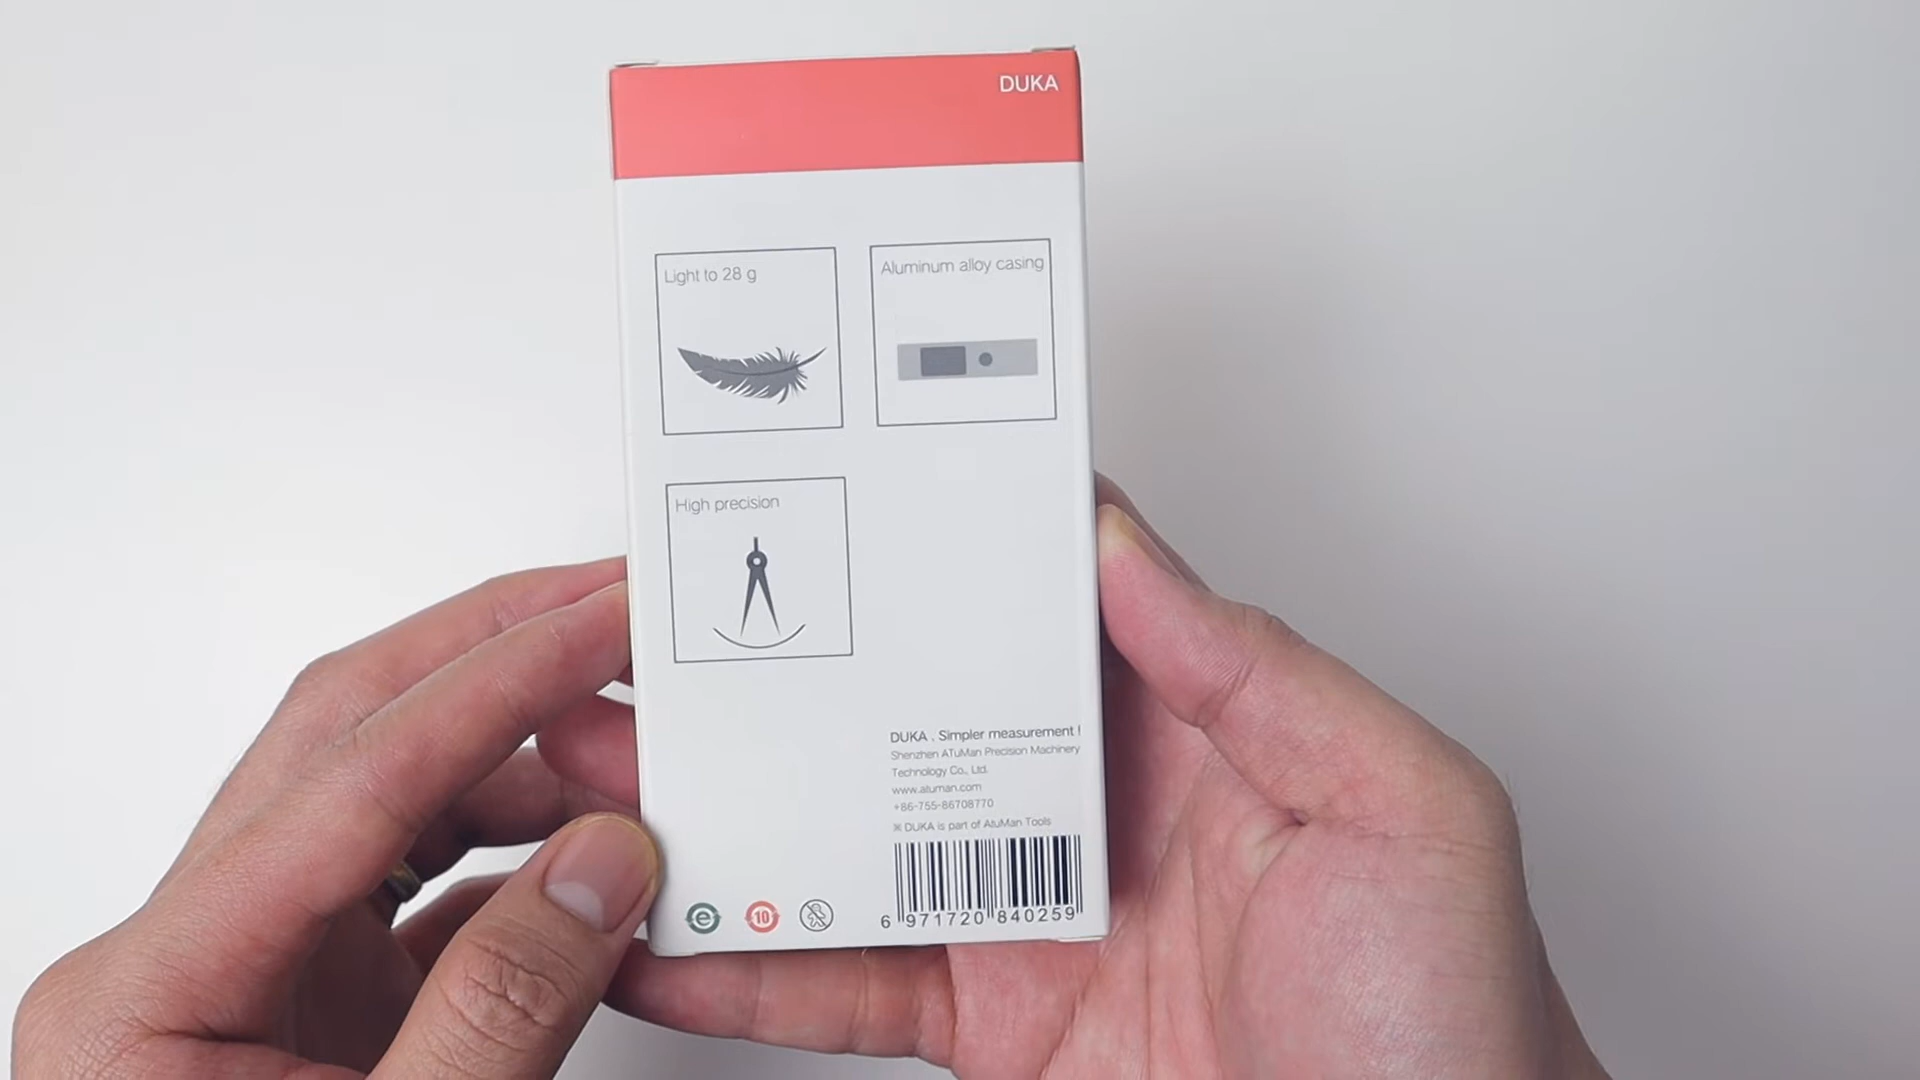 DUKA
Light to 28 g
Aluminum alloy casing
High precision
DUKA . Simpler measurement !
Shenzhen ATuMan Precision Machinery
Technology Co., Ltd.
www.atuman.com
+86-755-86708770
※ DUKA is part of AtuMan Tools
6 971720 840259
e
10